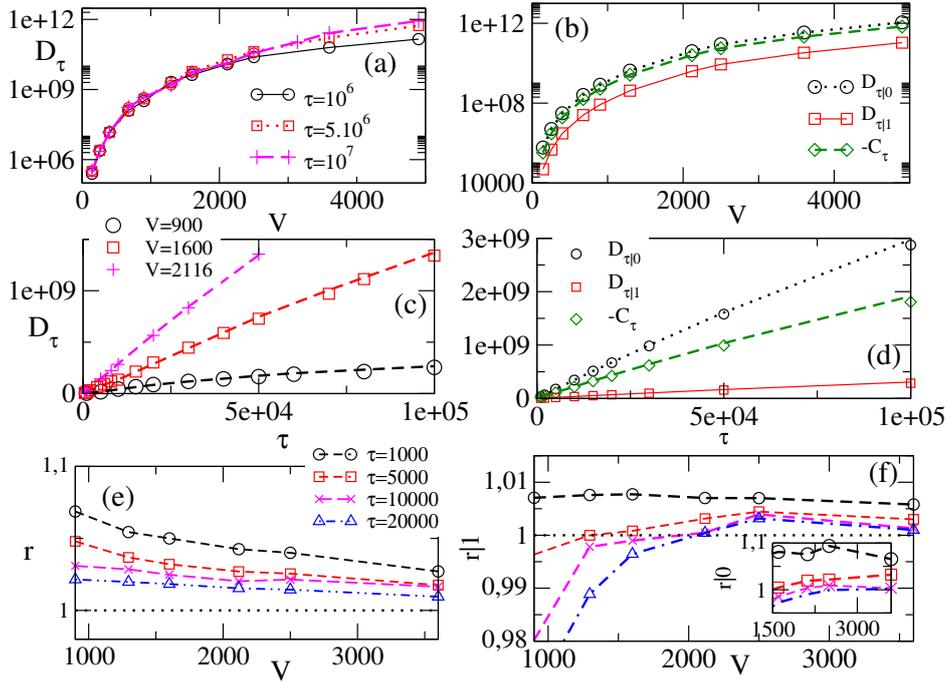 1e+12
1e+09
1e+06
D_τ
(a)
τ=10^6
τ=5.10^6
τ=10^7
0 2000 4000
V
1e+12
1e+08
10000
(b)
D_τ|0
D_τ|1
-C_τ
0 2000 4000
V
V=900
V=1600
V=2116
1e+09
0
D_τ
(c)
0 5e+04 1e+05
τ
3e+09
2e+09
1e+09
0
D_τ|0
D_τ|1
-C_τ
(d)
0 5e+04 1e+05
τ
τ=1000
τ=5000
τ=10000
τ=20000
1,1
1
r
(e)
1000 2000 3000
V
1,01
1
0,99
0,98
r|1
(f)
1,1
1
r|0
1500 3000
1000 2000 3000
V